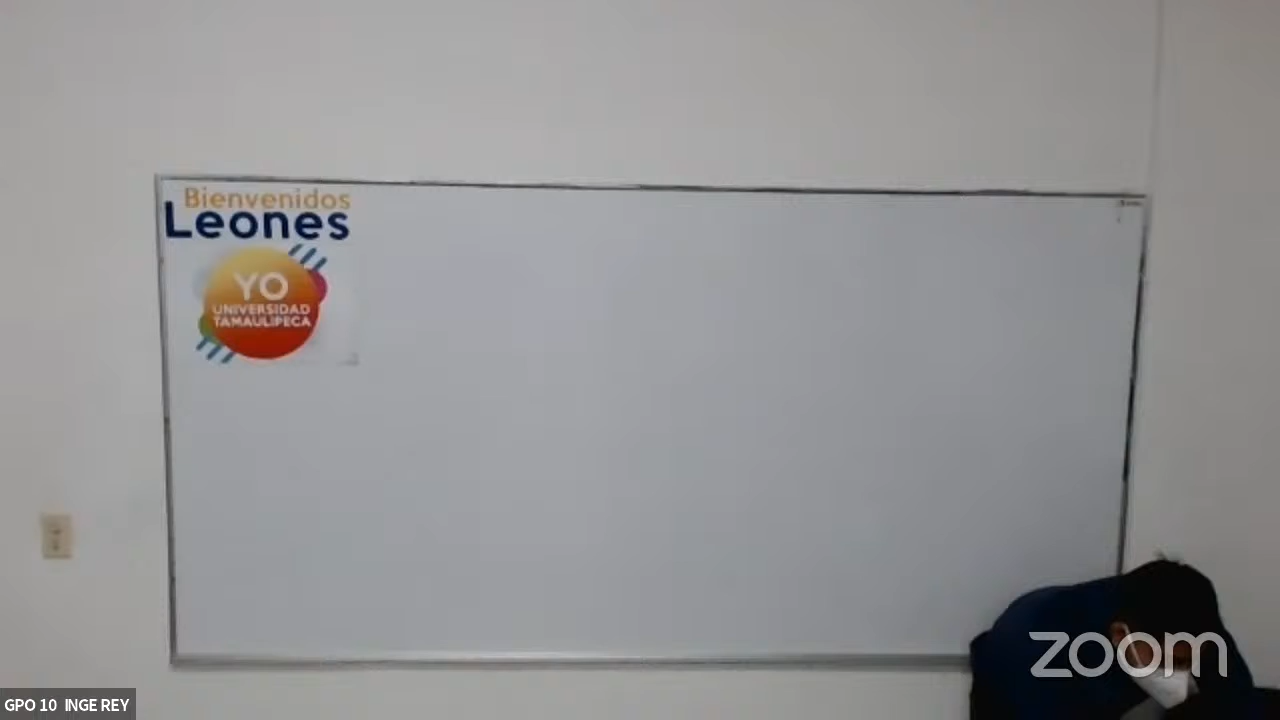 Bienvenidos
Leones
YO
UNIVERSIDAD
TAMAULIPECA
zoom
GPO 10 INGE REY